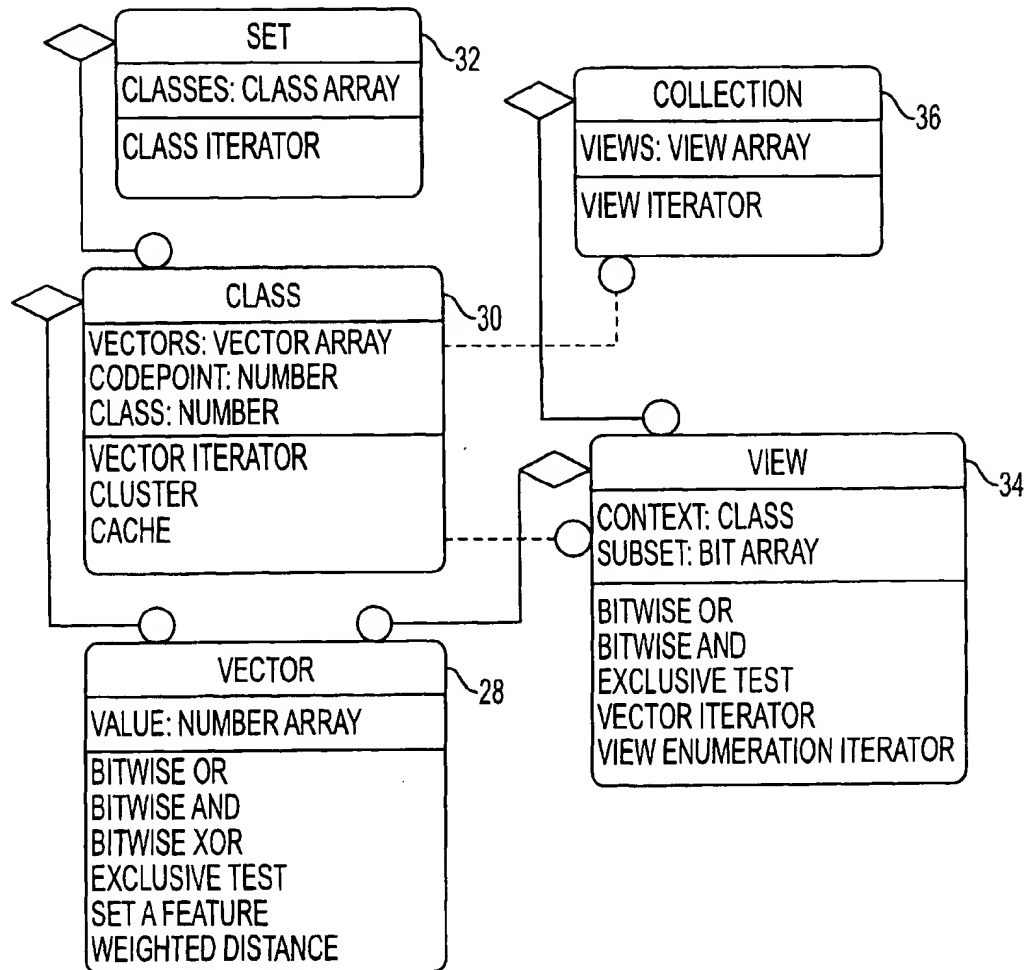 SET
32
CLASSES: CLASS ARRAY
CLASS ITERATOR
COLLECTION
36
VIEWS: VIEW ARRAY
VIEW ITERATOR
CLASS
30
VECTORS: VECTOR ARRAY
CODEPOINT: NUMBER
CLASS: NUMBER
VECTOR ITERATOR
CLUSTER
CACHE
VIEW
34
CONTEXT: CLASS
SUBSET: BIT ARRAY
BITWISE OR
BITWISE AND
EXCLUSIVE TEST
VECTOR ITERATOR
VIEW ENUMERATION ITERATOR
VECTOR
28
VALUE: NUMBER ARRAY
BITWISE OR
BITWISE AND
BITWISE XOR
EXCLUSIVE TEST
SET A FEATURE
WEIGHTED DISTANCE